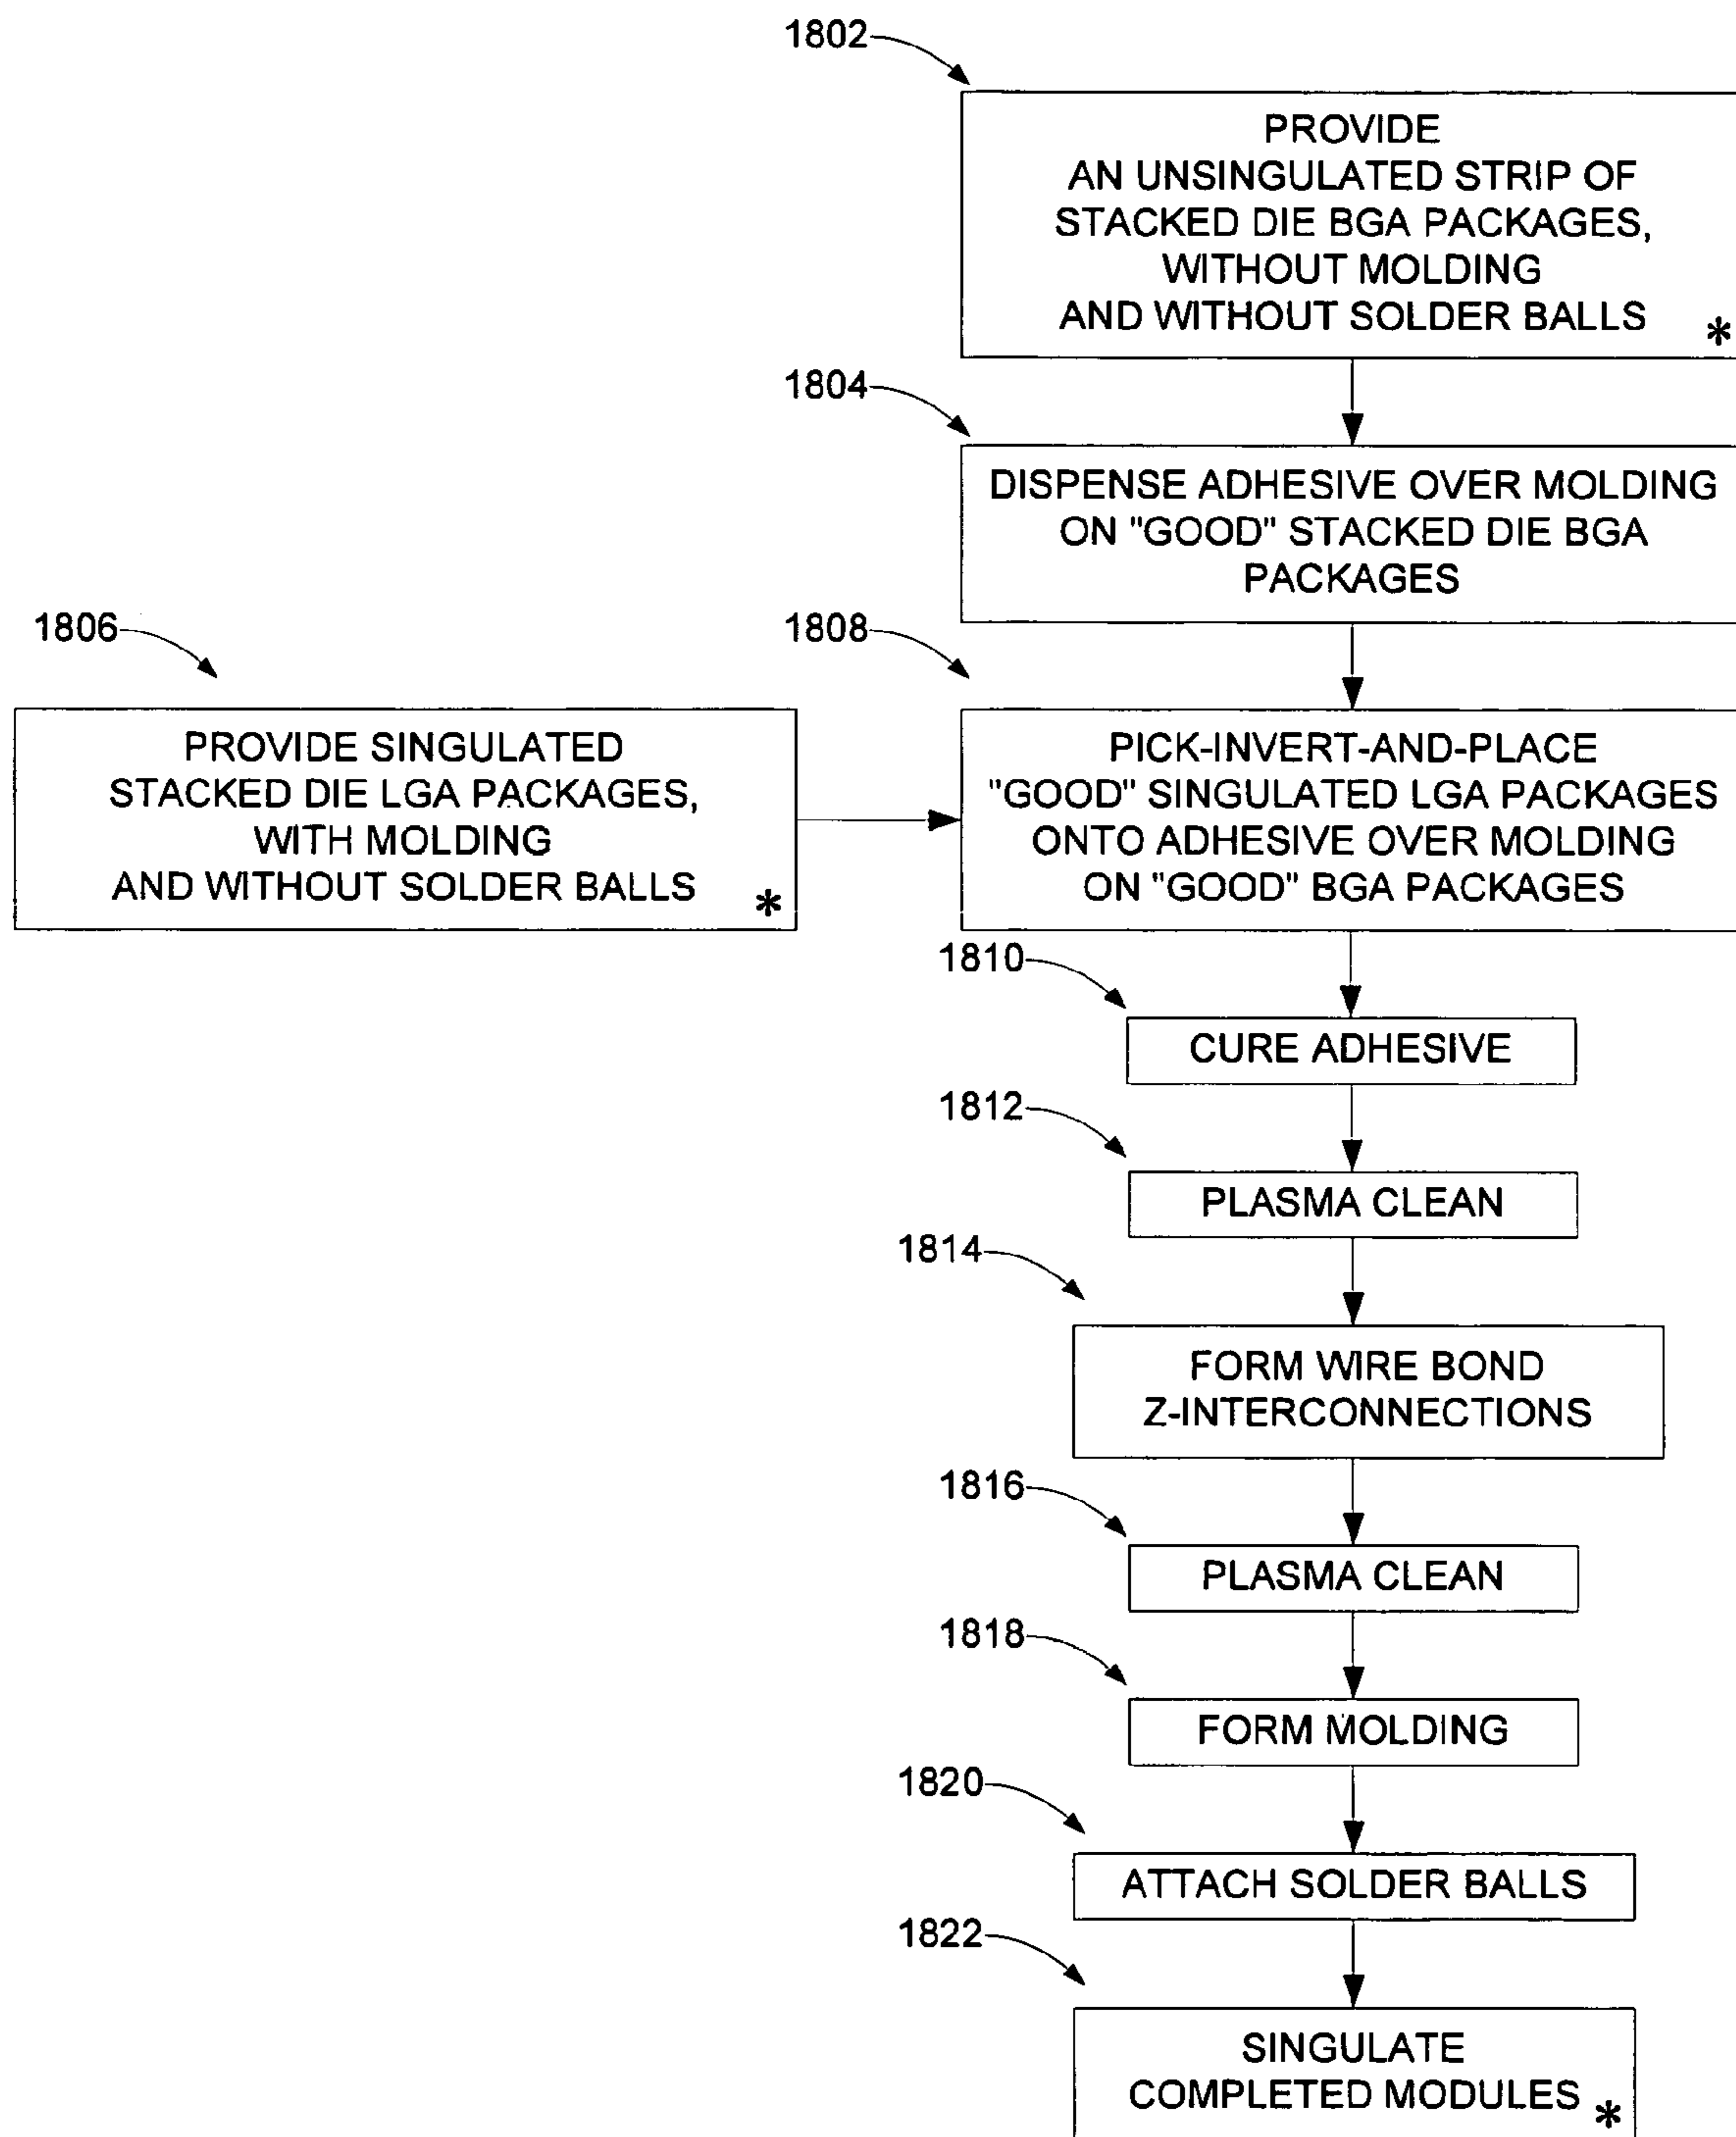 1802
PROVIDE
AN UNSINGULATED STRIP OF
STACKED DIE BGA PACKAGES,
WITHOUT MOLDING
AND WITHOUT SOLDER BALLS
*
1804
DISPENSE ADHESIVE OVER MOLDING
ON "GOOD" STACKED DIE BGA
PACKAGES
1806
PROVIDE SINGULATED
STACKED DIE LGA PACKAGES,
WITH MOLDING
AND WITHOUT SOLDER BALLS
*
1808
PICK-INVERT-AND-PLACE
"GOOD" SINGULATED LGA PACKAGES
ONTO ADHESIVE OVER MOLDING
ON "GOOD" BGA PACKAGES
1810
CURE ADHESIVE
1812
PLASMA CLEAN
1814
FORM WIRE BOND
Z-INTERCONNECTIONS
1816
PLASMA CLEAN
1818
FORM MOLDING
1820
ATTACH SOLDER BALLS
1822
SINGULATE
COMPLETED MODULES
*